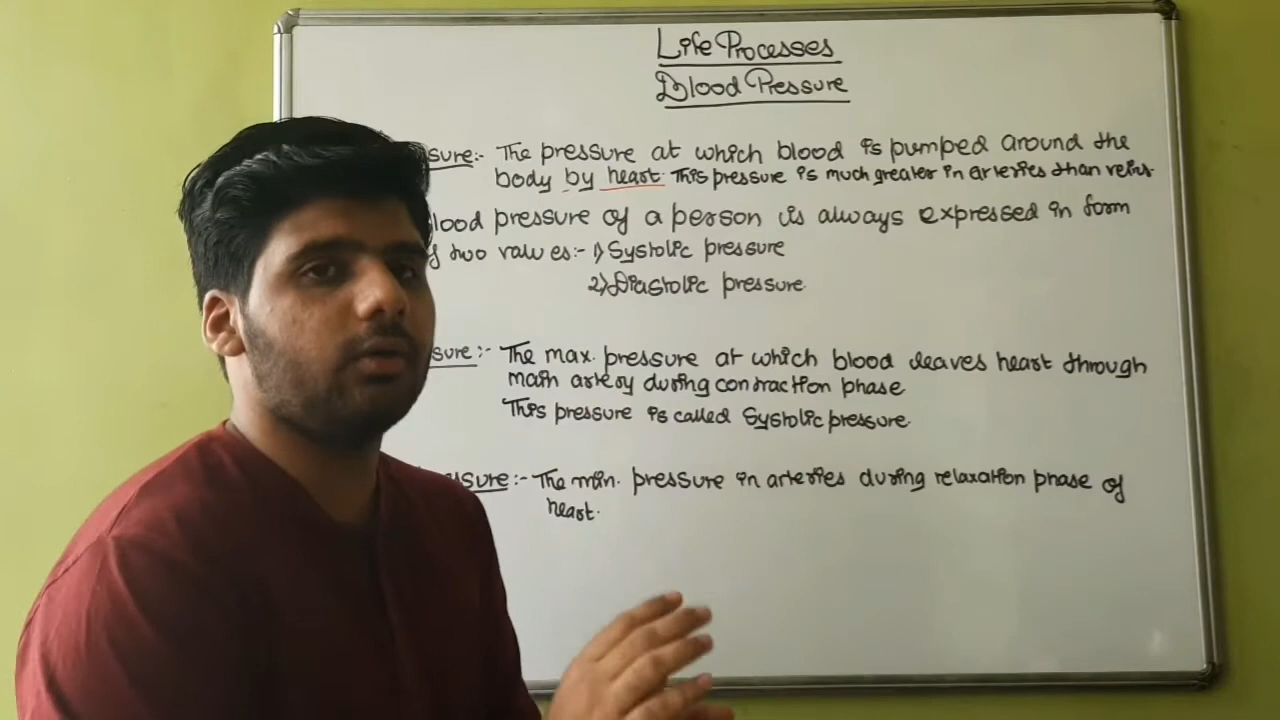 Life Processes
Blood Pressure
sure:- The pressure at which blood is pumped around the
body by heart. This pressure is much greater in arteries than veins.
lood pressure of a person is always expressed in form
f two values:- 1) Systolic pressure
2) Diastolic pressure.
sure:- The max. pressure at which blood leaves heart through
main artery during contraction phase
This pressure is called Systolic pressure.
ssure:- The min. pressure in arteries during relaxation phase of
heart.